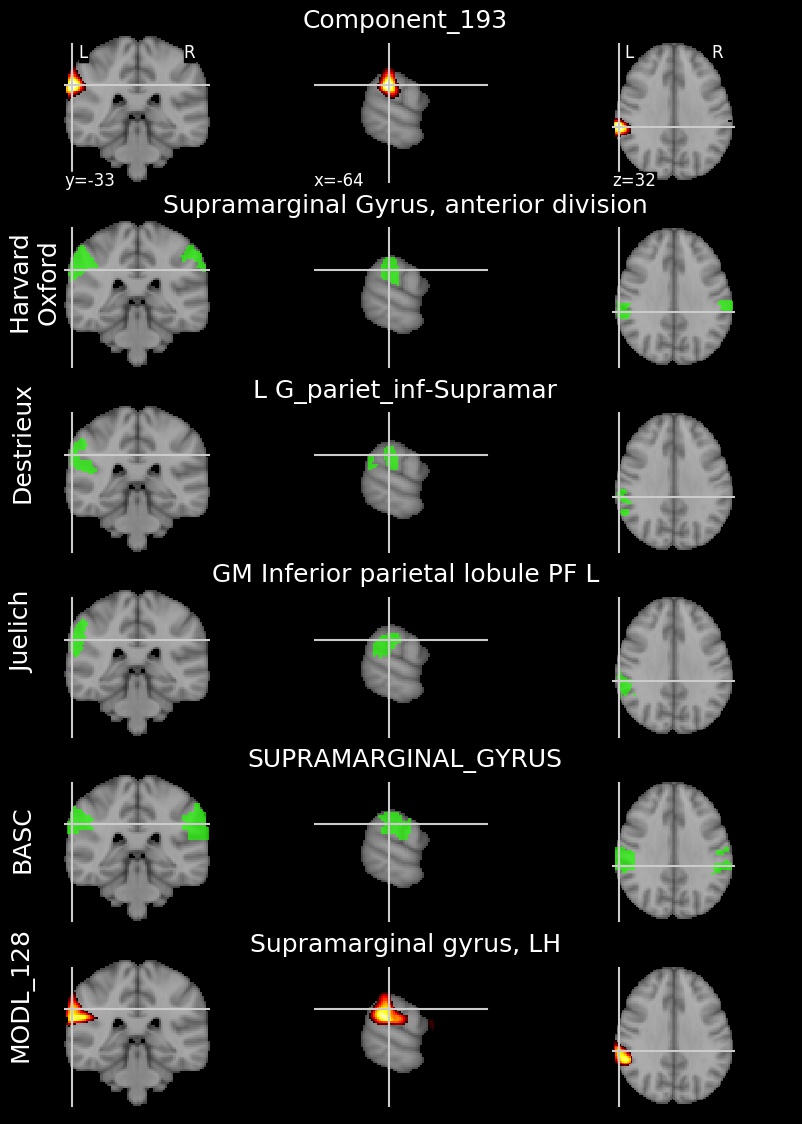 Component_193
L R
L R
y=-33
x=-64
z=32
Supramarginal Gyrus, anterior division
Harvard
Oxford
L G_pariet_inf-Supramar
Destrieux
GM Inferior parietal lobule PF L
Juelich
SUPRAMARGINAL_GYRUS
BASC
Supramarginal gyrus, LH
MODL_128